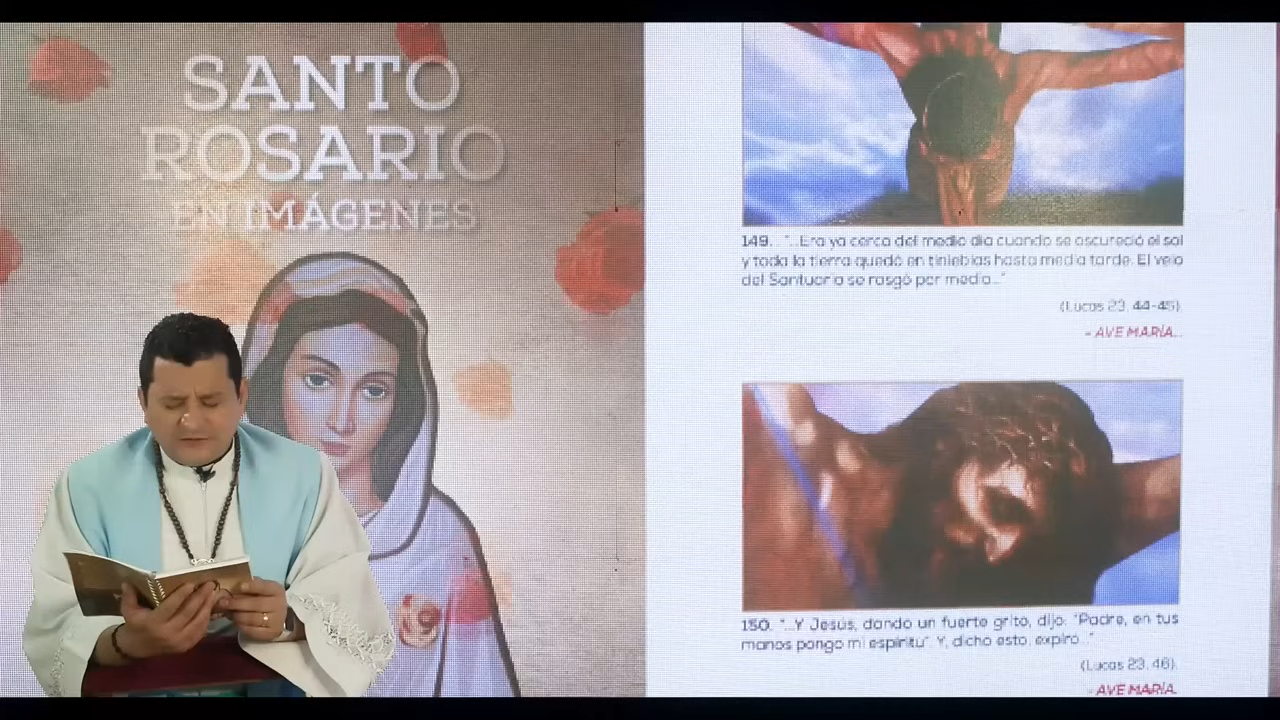 SANTO
ROSARIO
EN IMÁGENES
149. "...Era ya cerca del medio día cuando se oscureció el sol
y toda la tierra quedó en tinieblas hasta media tarde. El velo
del Santuario se rasgó por medio..."
(Lucas 23, 44-45).
- AVE MARÍA...
150. "...Y Jesús, dando un fuerte grito, dijo: "Padre, en tus
manos pongo mi espíritu". Y, dicho esto, expiró..."
(Lucas 23, 46).
- AVE MARÍA.